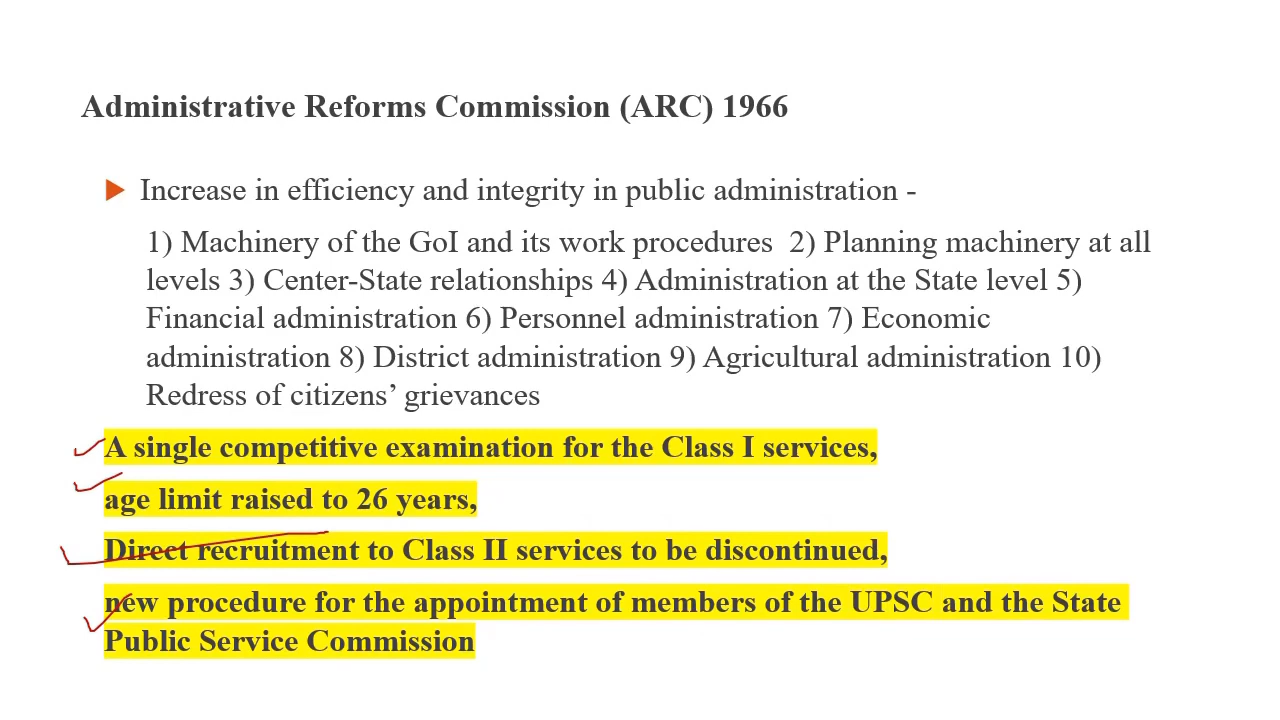 Administrative Reforms Commission (ARC) 1966
Increase in efficiency and integrity in public administration -
1) Machinery of the GoI and its work procedures  2) Planning machinery at all
levels 3) Center-State relationships 4) Administration at the State level 5)
Financial administration 6) Personnel administration 7) Economic
administration 8) District administration 9) Agricultural administration 10)
Redress of citizens’ grievances
A single competitive examination for the Class I services,
age limit raised to 26 years,
Direct recruitment to Class II services to be discontinued,
new procedure for the appointment of members of the UPSC and the State
Public Service Commission